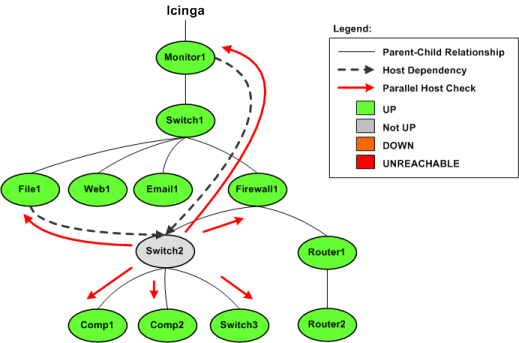 Icinga
Legend:
Monitor1
Parent-Child Relationship
Host Dependency
Parallel Host Check
UP
Switch1
Not UP
DOWN
UNREACHABLE
File1
Web1
Email1
Firewall1
Switch2
Router1
Comp1
Comp2
Switch3
Router2